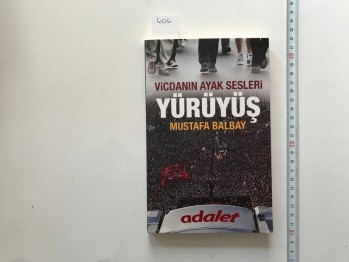 406
VİCDANIN AYAK SESLERİ
YÜRÜYÜŞ
MUSTAFA BALBAY
adalet